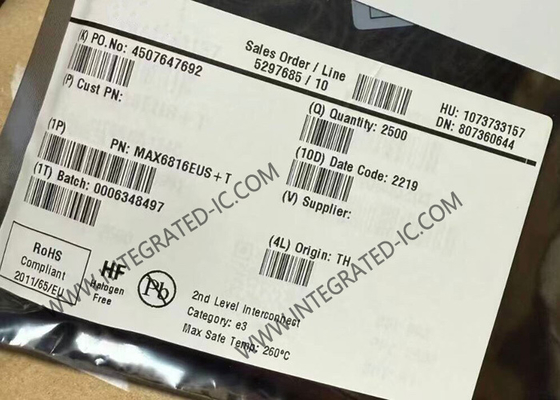 (K) PO.No: 4507647692
Sales Order / Line
5297685 / 10
HU: 1073733157
DN: 807360644
(P) Cust PN:
(Q) Quantity: 2500
(1P)
PN: MAX6816EUS+T
(10D) Date Code: 2219
(1T) Batch: 0006348497
(V) Supplier:
(4L) Origin: TH
RoHS
Compliant
2011/65/EU
HF
Halogen
Free
Pb
2nd Level Interconnect
Category: e3
Max Safe Temp: 260°C
WWW.INTEGRATED-IC.COM
WWW.INTEGRATED-IC.COM